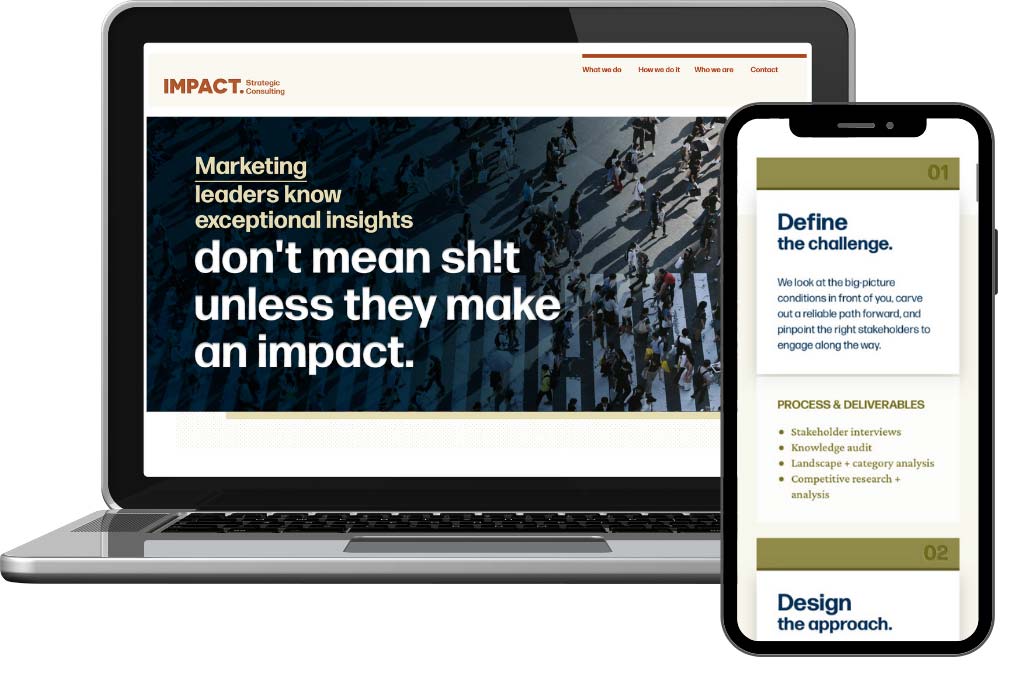 IMPACT. Strategic
Consulting
What we do How we do it Who we are Contact
Marketing
leaders know
exceptional insights
don't mean sh!t
unless they make
an impact.
01
Define
the challenge.
We look at the big-picture
conditions in front of you, carve
out a reliable path forward, and
pinpoint the right stakeholders to
engage along the way.
PROCESS & DELIVERABLES
• Stakeholder interviews
• Knowledge audit
• Landscape + category analysis
• Competitive research +
analysis
02
Design
the approach.